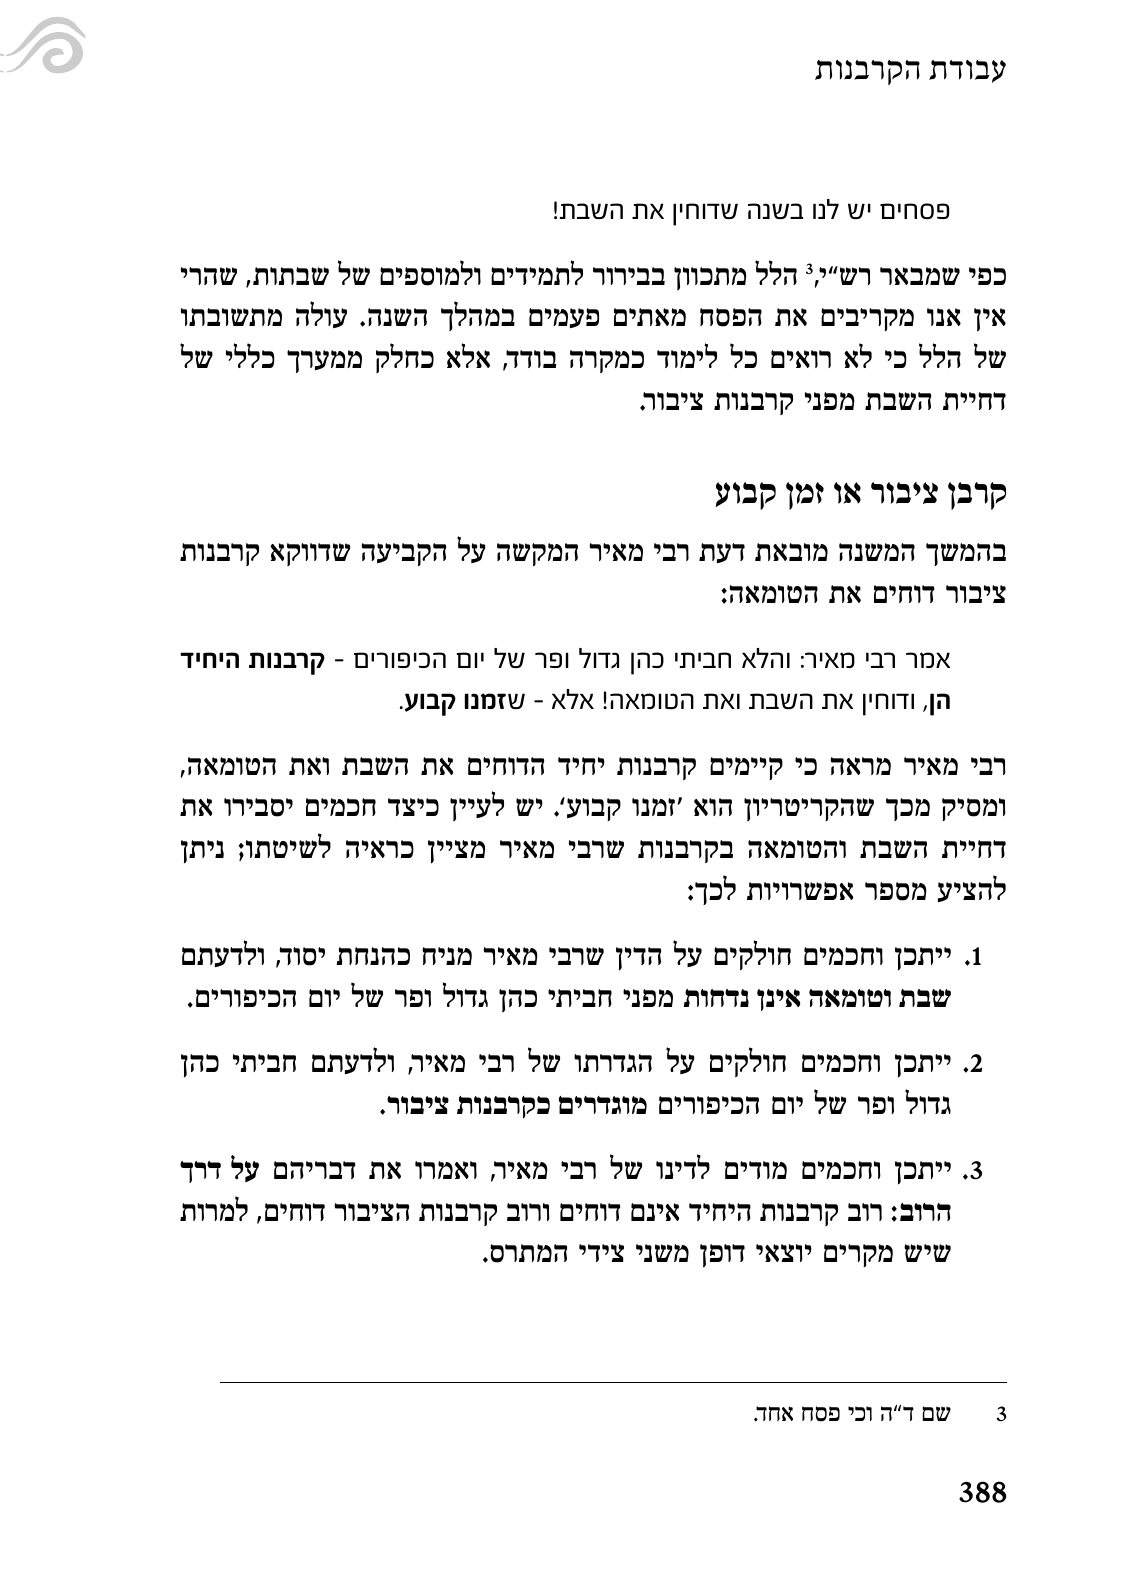 עבודת הקרבנות
פסחים יש לנו בשנה שדוחין את השבת!
כפי שמבאר רש״י,3 הלל מתכוון בבירור לתמידים ולמוספים של שבתות, שהרי
אין אנו מקריבים את הפסח מאתים פעמים במהלך השנה. עולה מתשובתו
של הלל כי לא רואים כל לימוד כמקרה בודד, אלא כחלק ממערך כללי של
דחיית השבת מפני קרבנות ציבור.
קרבן ציבור או זמן קבוע
בהמשך המשנה מובאת דעת רבי מאיר המקשה על הקביעה שדווקא קרבנות
ציבור דוחים את הטומאה:
אמר רבי מאיר: והלא חביתי כהן גדול ופר של יום הכיפורים - קרבנות היחיד
הן, ודוחין את השבת ואת הטומאה! אלא - שזמנו קבוע.
רבי מאיר מראה כי קיימים קרבנות יחיד הדוחים את השבת ואת הטומאה,
ומסיק מכך שהקריטריון הוא ׳זמנו קבוע׳. יש לעיין כיצד חכמים יסבירו את
דחיית השבת והטומאה בקרבנות שרבי מאיר מציין כראיה לשיטתו; ניתן
להציע מספר אפשרויות לכך:
1. ייתכן וחכמים חולקים על הדין שרבי מאיר מניח כהנחת יסוד, ולדעתם
שבת וטומאה אינן נדחות מפני חביתי כהן גדול ופר של יום הכיפורים.
2. ייתכן וחכמים חולקים על הגדרתו של רבי מאיר, ולדעתם חביתי כהן
גדול ופר של יום הכיפורים מוגדרים כקרבנות ציבור.
3. ייתכן וחכמים מודים לדינו של רבי מאיר, ואמרו את דבריהם על דרך
הרוב: רוב קרבנות היחיד אינם דוחים ורוב קרבנות הציבור דוחים, למרות
שיש מקרים יוצאי דופן משני צידי המתרס.
3 שם ד״ה וכי פסח אחד.
388